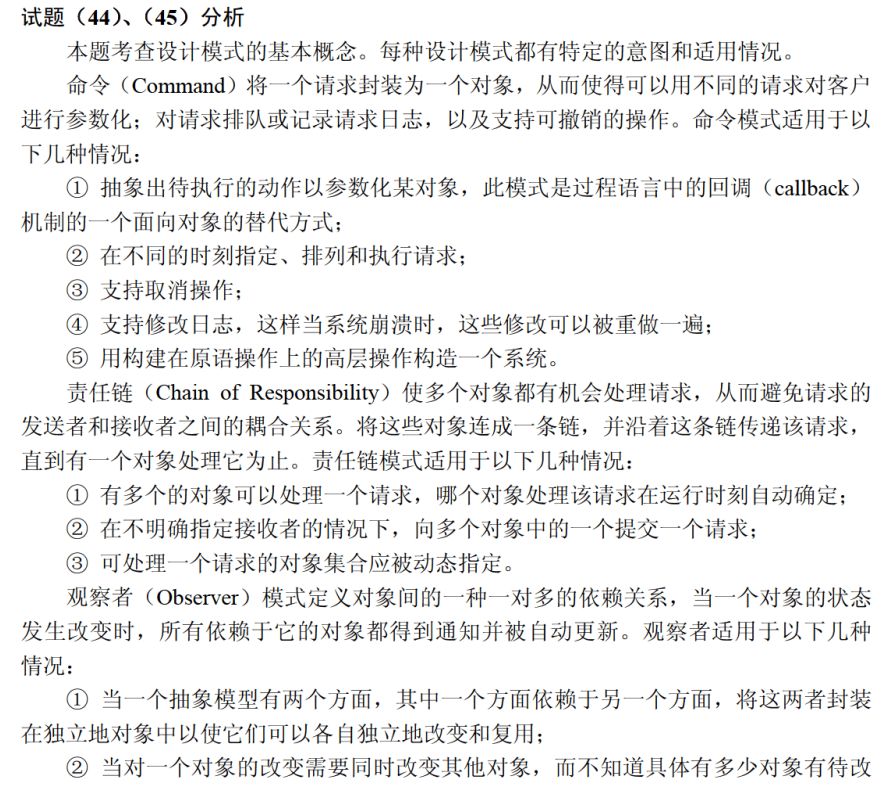 试题（44）、（45）分析
本题考查设计模式的基本概念。每种设计模式都有特定的意图和适用情况。
命令（Command）将一个请求封装为一个对象，从而使得可以用不同的请求对客户
进行参数化；对请求排队或记录请求日志，以及支持可撤销的操作。命令模式适用于以
下几种情况：
① 抽象出待执行的动作以参数化某对象，此模式是过程语言中的回调（callback）
机制的一个面向对象的替代方式；
② 在不同的时刻指定、排列和执行请求；
③ 支持取消操作；
④ 支持修改日志，这样当系统崩溃时，这些修改可以被重做一遍；
⑤ 用构建在原语操作上的高层操作构造一个系统。
责任链（Chain of Responsibility）使多个对象都有机会处理请求，从而避免请求的
发送者和接收者之间的耦合关系。将这些对象连成一条链，并沿着这条链传递该请求，
直到有一个对象处理它为止。责任链模式适用于以下几种情况：
① 有多个的对象可以处理一个请求，哪个对象处理该请求在运行时刻自动确定；
② 在不明确指定接收者的情况下，向多个对象中的一个提交一个请求；
③ 可处理一个请求的对象集合应被动态指定。
观察者（Observer）模式定义对象间的一种一对多的依赖关系，当一个对象的状态
发生改变时，所有依赖于它的对象都得到通知并被自动更新。观察者适用于以下几种
情况：
① 当一个抽象模型有两个方面，其中一个方面依赖于另一个方面，将这两者封装
在独立地对象中以使它们可以各自独立地改变和复用；
② 当对一个对象的改变需要同时改变其他对象，而不知道具体有多少对象有待改